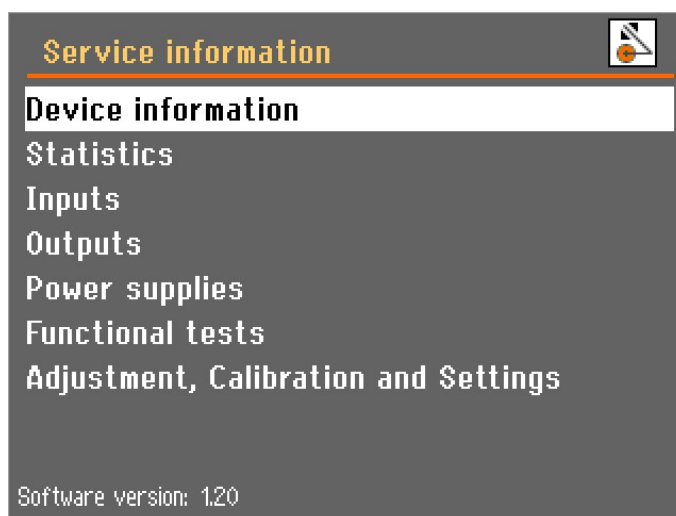 Service information
Device information
Statistics
Inputs
Outputs
Power supplies
Functional tests
Adjustment, Calibration and Settings
Software version: 1.20